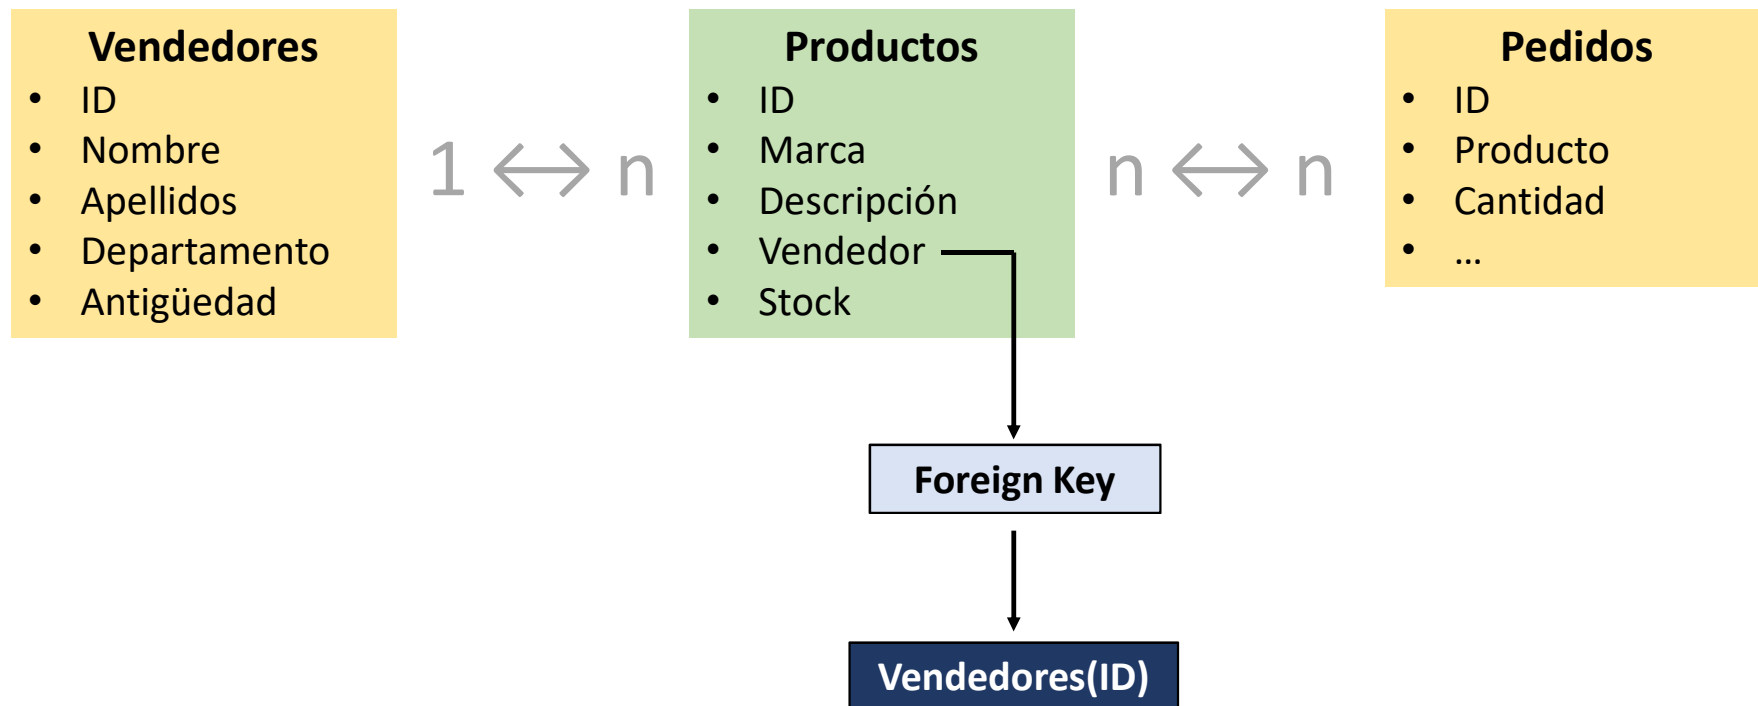 Vendedores
• ID
• Nombre
• Apellidos
• Departamento
• Antigüedad
1 ↔ n
Productos
• ID
• Marca
• Descripción
• Vendedor
• Stock
n ↔ n
Pedidos
• ID
• Producto
• Cantidad
• ...
Foreign Key
Vendedores(ID)